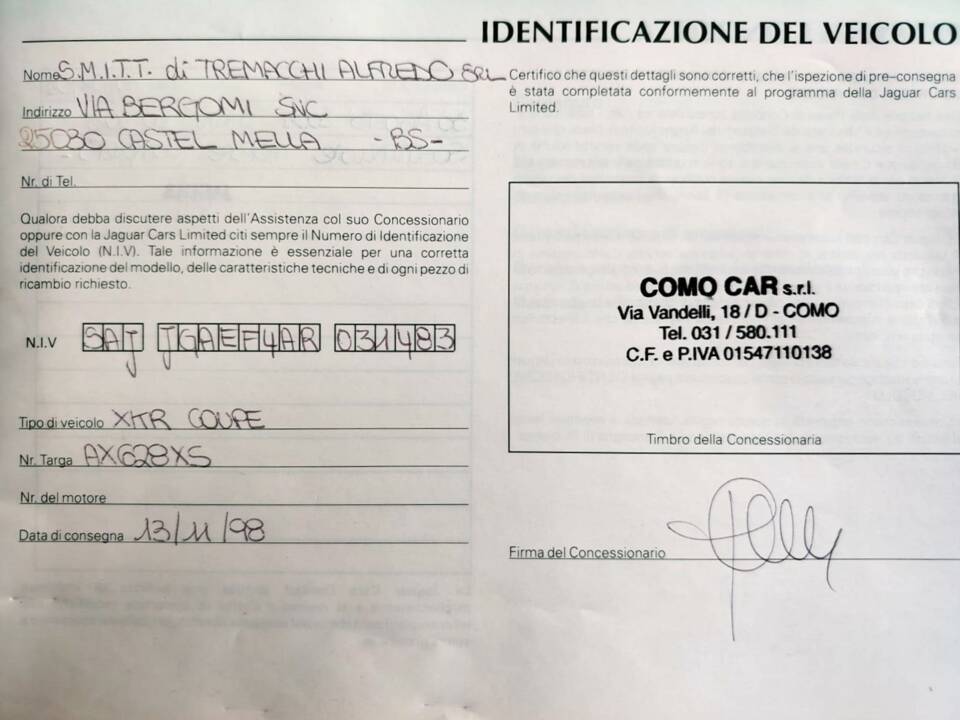 IDENTIFICAZIONE DEL VEICOLO
Nome S.M.I.T.T. di TREMACCHI ALFREDO SRL
Indirizzo VIA BERGOMI SNC
25030 CASTEL MELLA -BS-
Nr. di Tel.
Qualora debba discutere aspetti dell'Assistenza col suo Concessionario
oppure con la Jaguar Cars Limited citi sempre il Numero di Identificazione
del Veicolo (N.I.V). Tale informazione è essenziale per una corretta
identificazione del modello, delle caratteristiche tecniche e di ogni pezzo di
ricambio richiesto.
N.I.V SAJ JGAEF4AR 031483
Tipo di veicolo XKR COUPE
Nr. Targa AX628XS
Nr. del motore
Data di consegna 13/11/98
Certifico che questi dettagli sono corretti, che l'ispezione di pre-consegna
è stata completata conformemente al programma della Jaguar Cars
Limited.
COMO CAR s.r.l.
Via Vandelli, 18 / D - COMO
Tel. 031 / 580.111
C.F. e P.IVA 01547110138
Timbro della Concessionaria
Firma del Concessionario